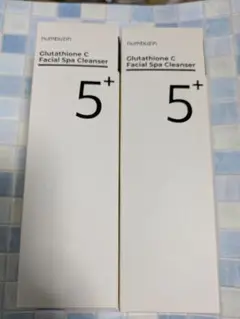 numbuzin
Glutathione C
Facial Spa Cleanser
5+
numbuzin
Glutathione C
Facial Spa Cleanser
5+